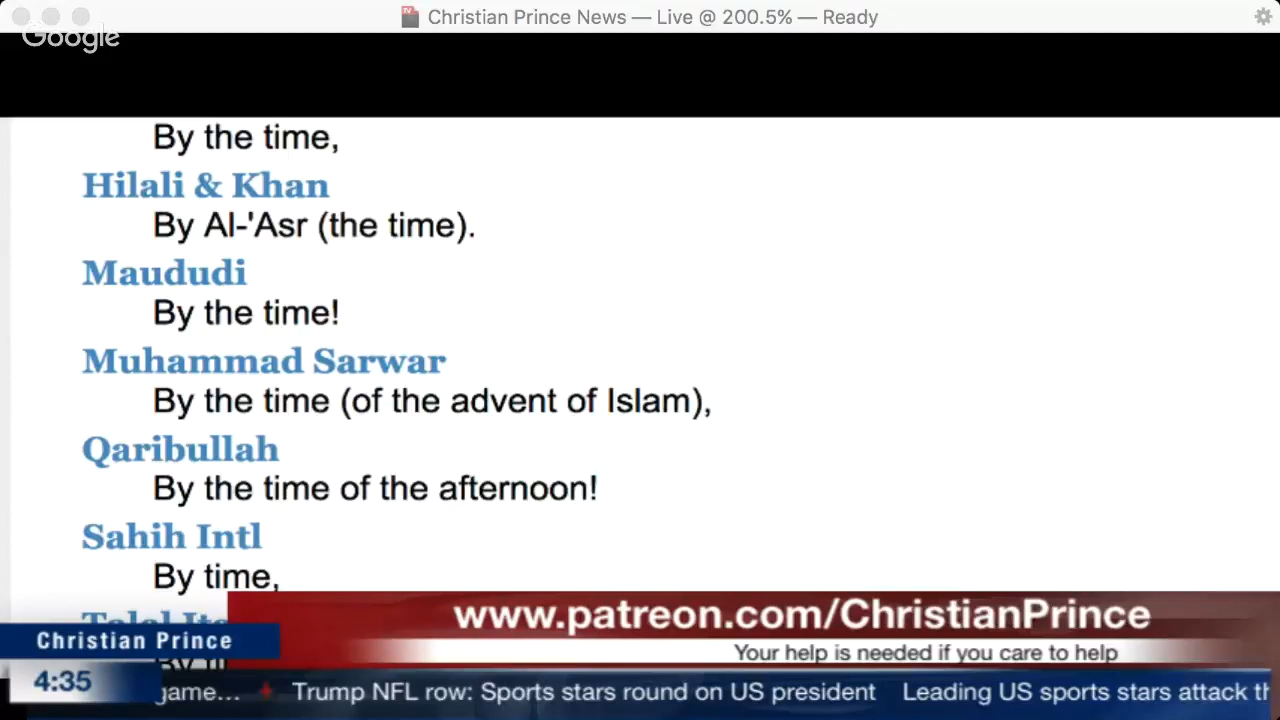 Christian Prince News — Live @ 200.5% — Ready
Google
By the time,
Hilali & Khan
By Al-'Asr (the time).
Maududi
By the time!
Muhammad Sarwar
By the time (of the advent of Islam),
Qaribullah
By the time of the afternoon!
Sahih Intl
By time,
www.patreon.com/ChristianPrince
Christian Prince
Your help is needed if you care to help
4:35
game... Trump NFL row: Sports stars round on US president Leading US sports stars attack